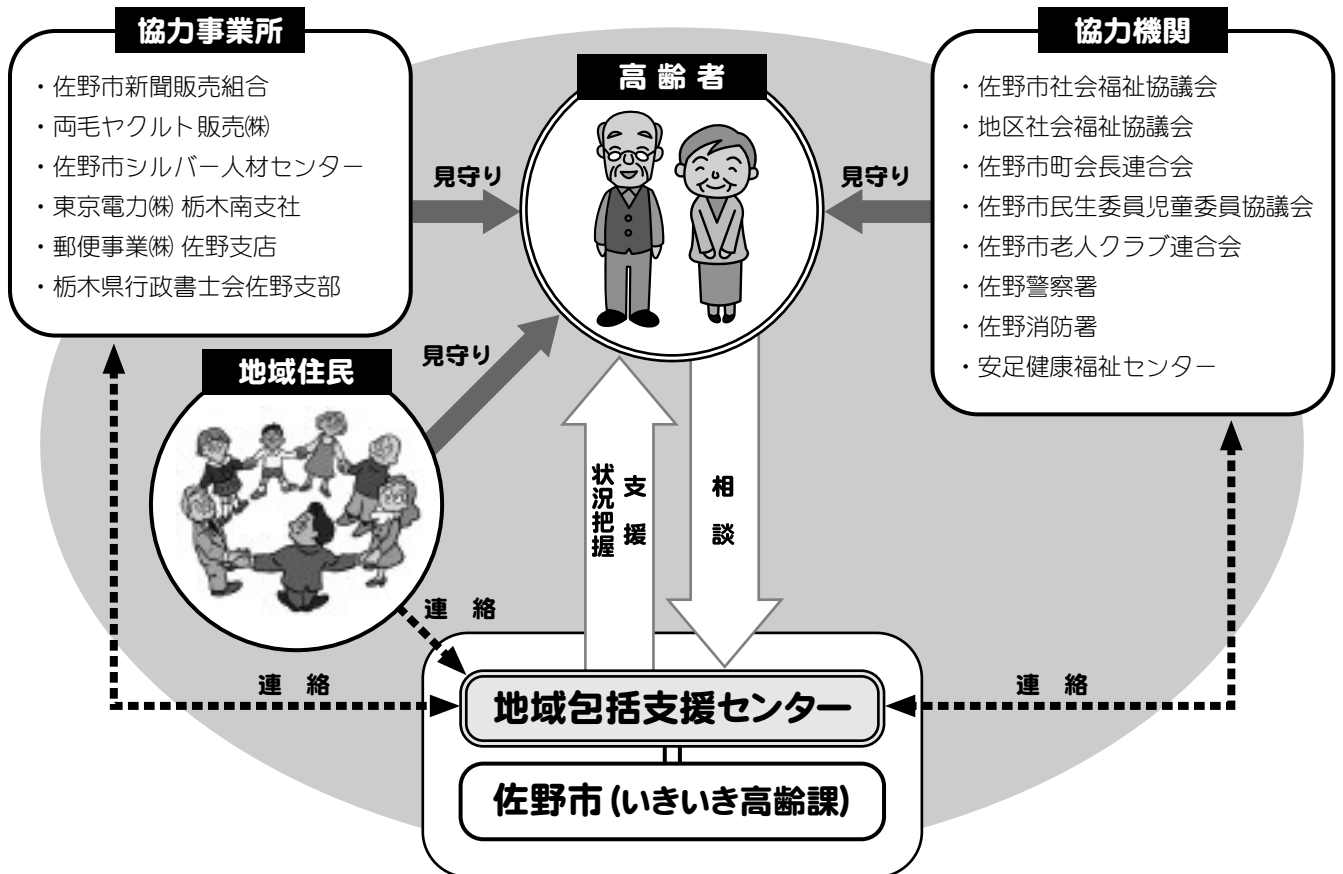 協力事業所
・佐野市新聞販売組合
・両毛ヤクルト販売㈱
・佐野市シルバー人材センター
・東京電力㈱ 栃木南支社
・郵便事業㈱ 佐野支店
・栃木県行政書士会佐野支部
高齢者
協力機関
・佐野市社会福祉協議会
・地区社会福祉協議会
・佐野市町会長連合会
・佐野市民生委員児童委員協議会
・佐野市老人クラブ連合会
・佐野警察署
・佐野消防署
・安足健康福祉センター
見守り
見守り
見守り
地域住民
状況把握
支援
相談
連絡
連絡
連絡
地域包括支援センター
佐野市(いきいき高齢課)